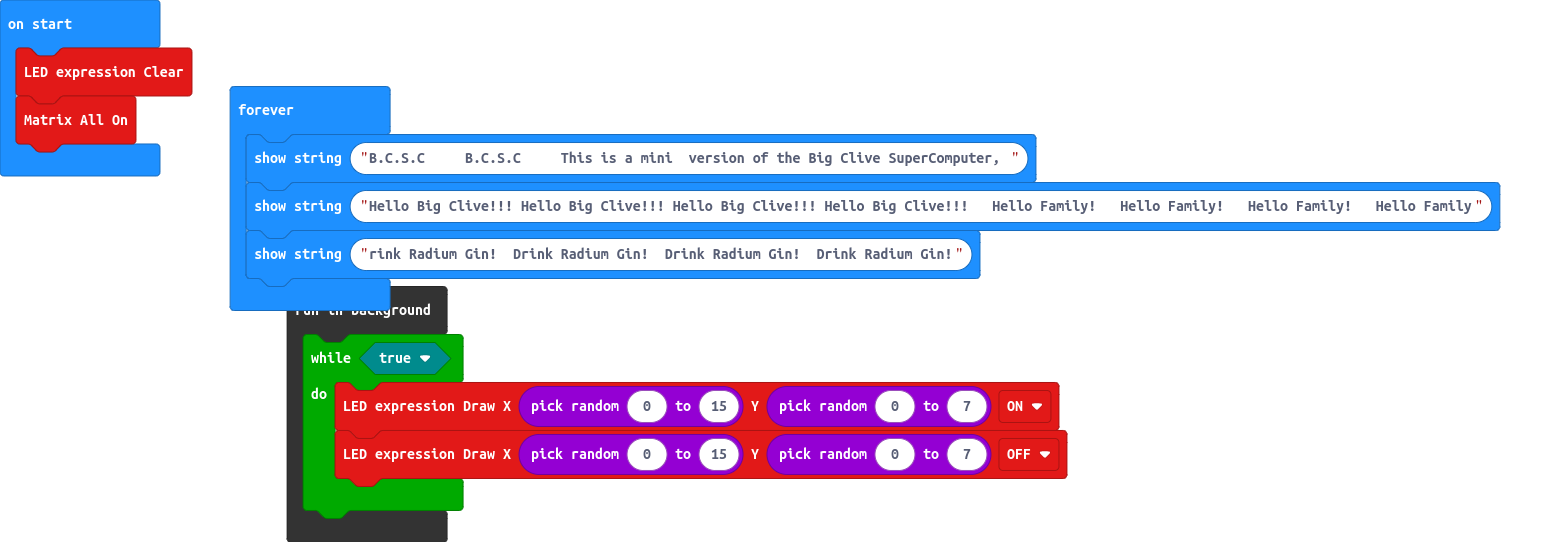 on start
LED expression Clear
Matrix All On
forever
show string "B.C.S.C     B.C.S.C     This is a mini  version of the Big Clive SuperComputer, "
show string "Hello Big Clive!!! Hello Big Clive!!! Hello Big Clive!!! Hello Big Clive!!!   Hello Family!   Hello Family!   Hello Family!   Hello Family"
show string "rink Radium Gin!  Drink Radium Gin!  Drink Radium Gin!  Drink Radium Gin!"
run in background
while true
do
LED expression Draw X pick random 0 to 15 Y pick random 0 to 7 ON
LED expression Draw X pick random 0 to 15 Y pick random 0 to 7 OFF